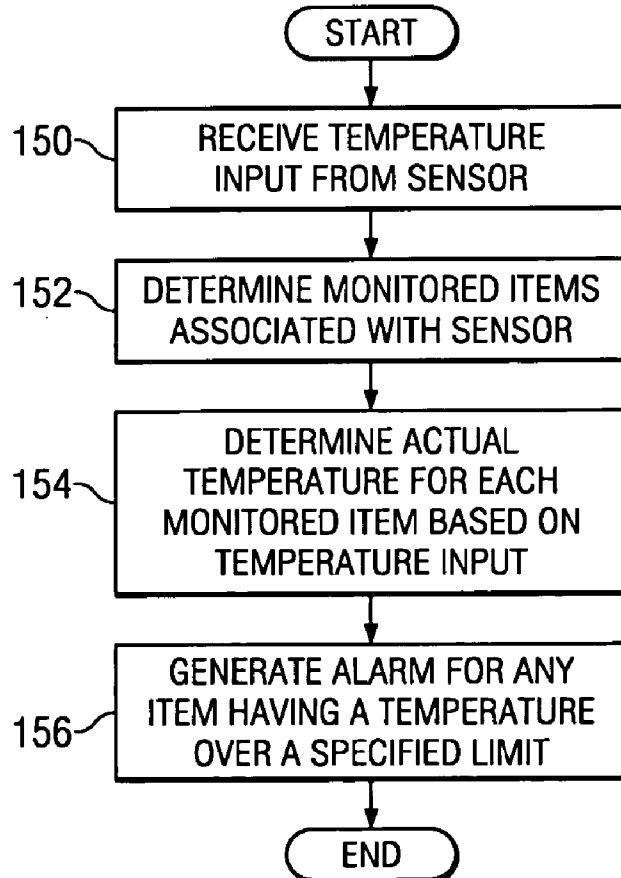 START
150
RECEIVE TEMPERATURE
INPUT FROM SENSOR
152
DETERMINE MONITORED ITEMS
ASSOCIATED WITH SENSOR
154
DETERMINE ACTUAL
TEMPERATURE FOR EACH
MONITORED ITEM BASED ON
TEMPERATURE INPUT
156
GENERATE ALARM FOR ANY
ITEM HAVING A TEMPERATURE
OVER A SPECIFIED LIMIT
END